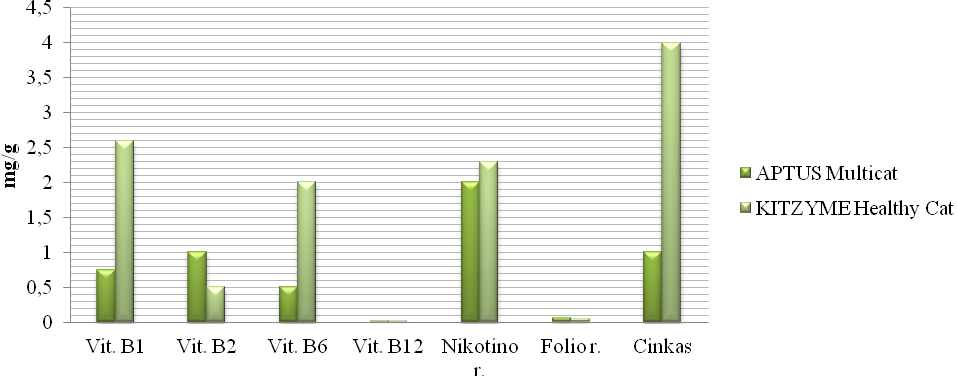 4,5
4
3,5
3
2,5
2
1,5
1
0,5
0
mg/g
Vit. B1
Vit. B2
Vit. B6
Vit. B12
Nikotino
r.
Folio r.
Cinkas
APTUS Multicat
KITZYME Healthy Cat